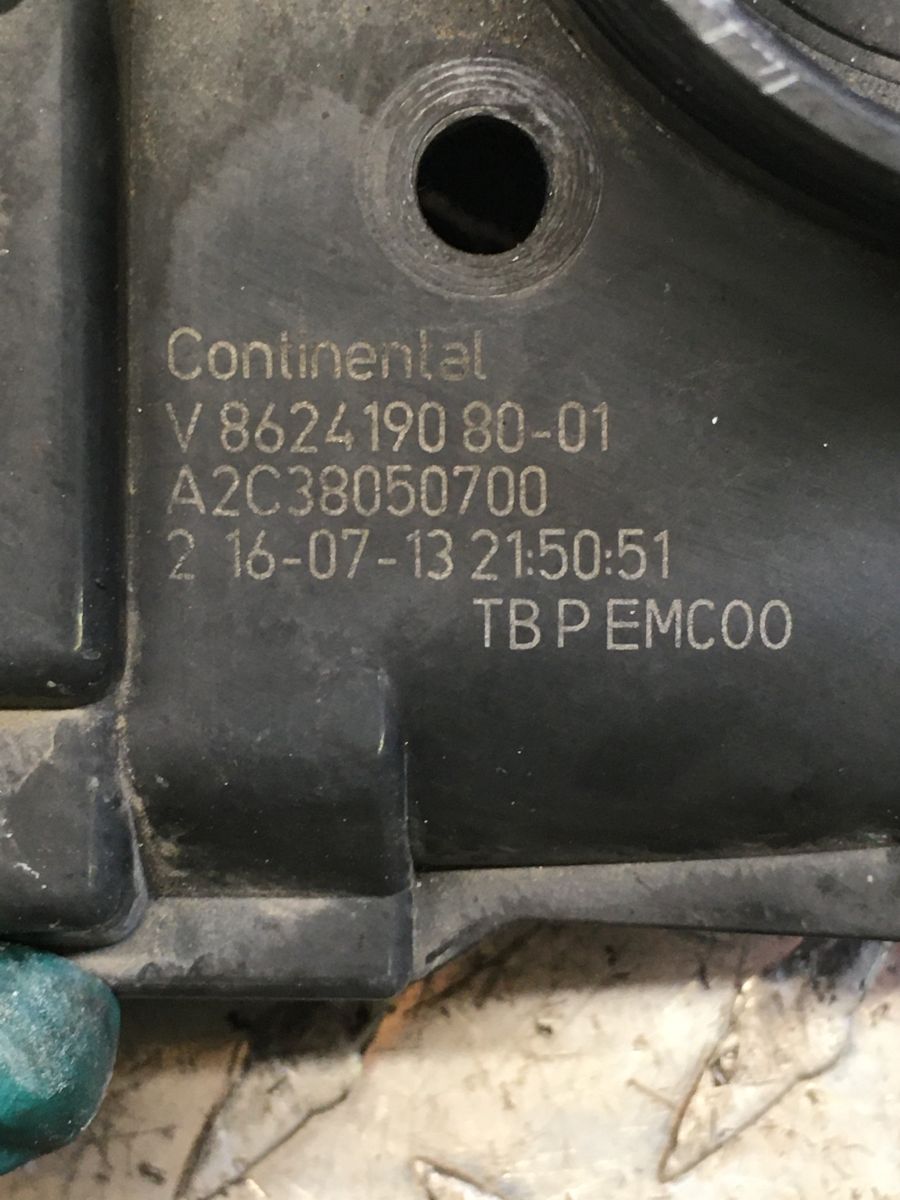 Continental
V 8624190 80-01
A2C38050700
2 16-07-13 21:50:51
TB P EMC00